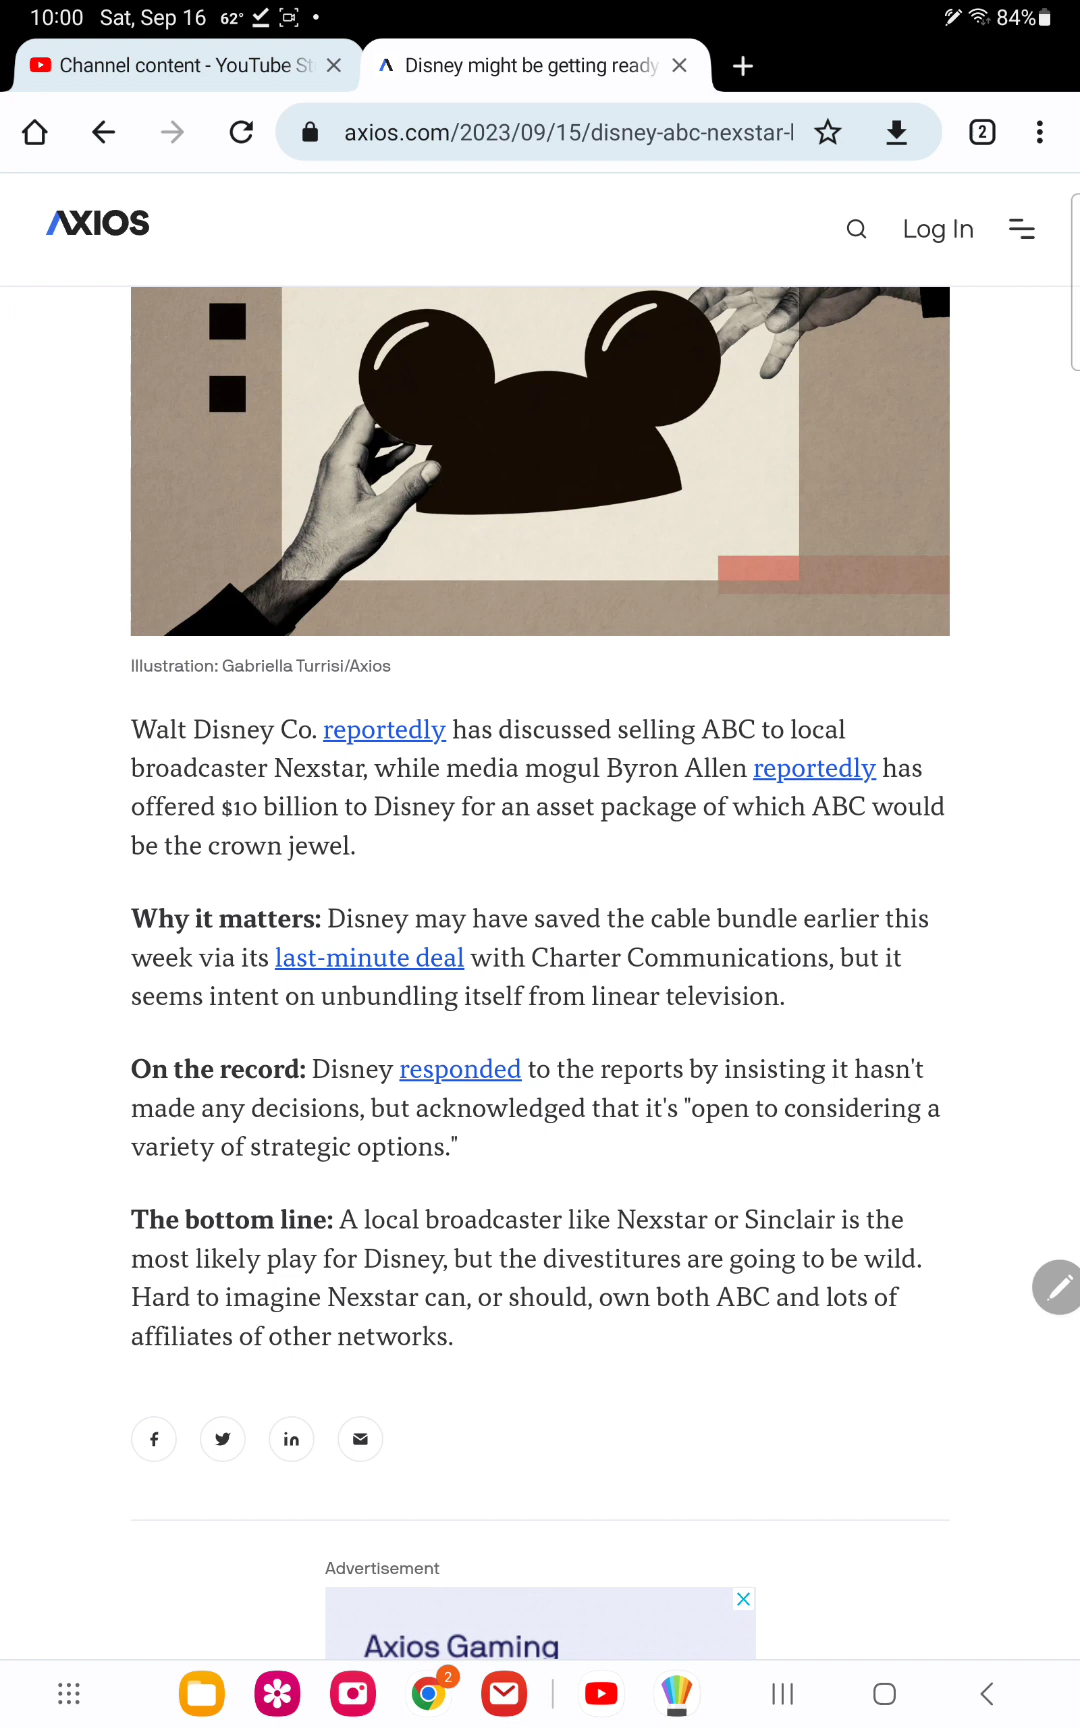 10:00 Sat, Sep 16 62° 84%
Channel content - YouTube St
Disney might be getting ready
axios.com/2023/09/15/disney-abc-nexstar-l
2
AXIOS
Log In
Illustration: Gabriella Turrisi/Axios
Walt Disney Co. reportedly has discussed selling ABC to local
broadcaster Nexstar, while media mogul Byron Allen reportedly has
offered $10 billion to Disney for an asset package of which ABC would
be the crown jewel.
Why it matters: Disney may have saved the cable bundle earlier this
week via its last-minute deal with Charter Communications, but it
seems intent on unbundling itself from linear television.
On the record: Disney responded to the reports by insisting it hasn't
made any decisions, but acknowledged that it's "open to considering a
variety of strategic options."
The bottom line: A local broadcaster like Nexstar or Sinclair is the
most likely play for Disney, but the divestitures are going to be wild.
Hard to imagine Nexstar can, or should, own both ABC and lots of
affiliates of other networks.
Advertisement
Axios Gaming
2